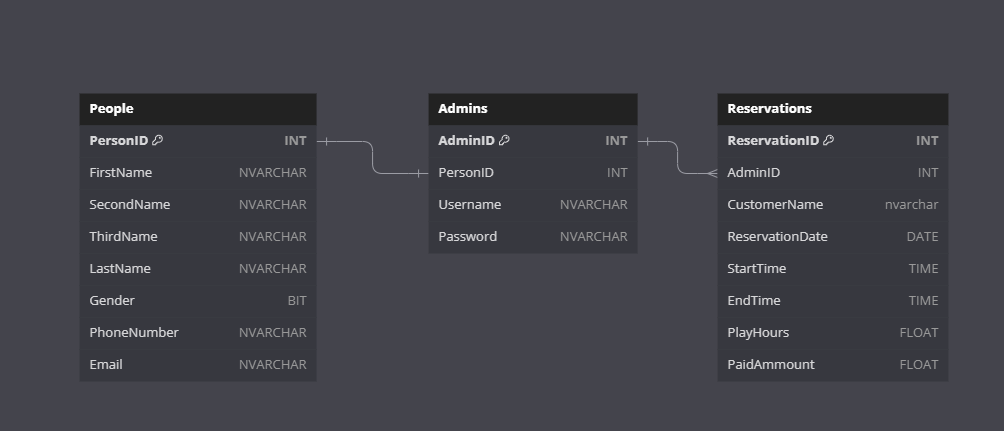 People
PersonID INT
FirstName NVARCHAR
SecondName NVARCHAR
ThirdName NVARCHAR
LastName NVARCHAR
Gender BIT
PhoneNumber NVARCHAR
Email NVARCHAR
Admins
AdminID INT
PersonID INT
Username NVARCHAR
Password NVARCHAR
Reservations
ReservationID INT
AdminID INT
CustomerName nvarchar
ReservationDate DATE
StartTime TIME
EndTime TIME
PlayHours FLOAT
PaidAmmount FLOAT